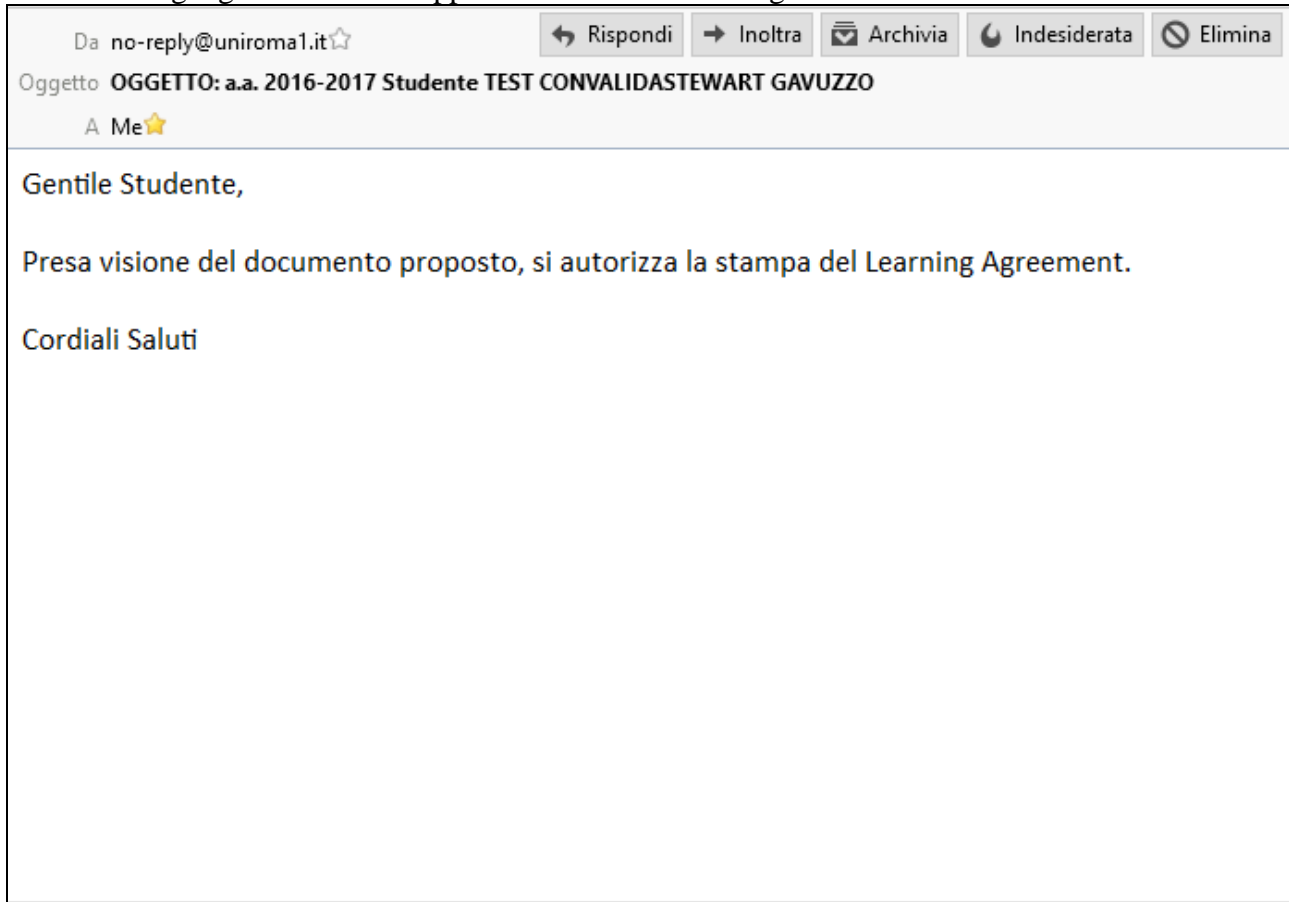 Da no-reply@uniroma1.it Rispondi Inoltra Archivia Indesiderata Elimina
Oggetto OGGETTO: a.a. 2016-2017 Studente TEST CONVALIDASTEWART GAVUZZO
A Me
Gentile Studente,
Presa visione del documento proposto, si autorizza la stampa del Learning Agreement.
Cordiali Saluti